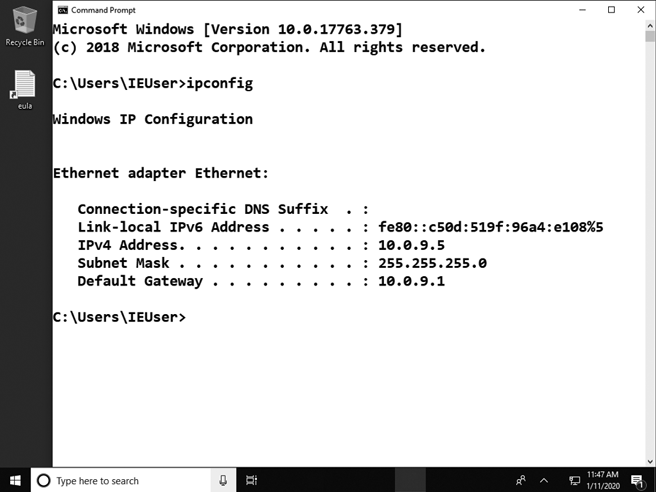 Command Prompt
Microsoft Windows [Version 10.0.17763.379]
(c) 2018 Microsoft Corporation. All rights reserved.
C:\Users\IEUser>ipconfig
Windows IP Configuration
Ethernet adapter Ethernet:
Connection-specific DNS Suffix  . :
Link-local IPv6 Address . . . . . : fe80::c50d:519f:96a4:e108%5
IPv4 Address. . . . . . . . . . . : 10.0.9.5
Subnet Mask . . . . . . . . . . . : 255.255.255.0
Default Gateway . . . . . . . . . : 10.0.9.1
C:\Users\IEUser>
Recycle Bin
eula
Type here to search
11:47 AM
1/11/2020
1